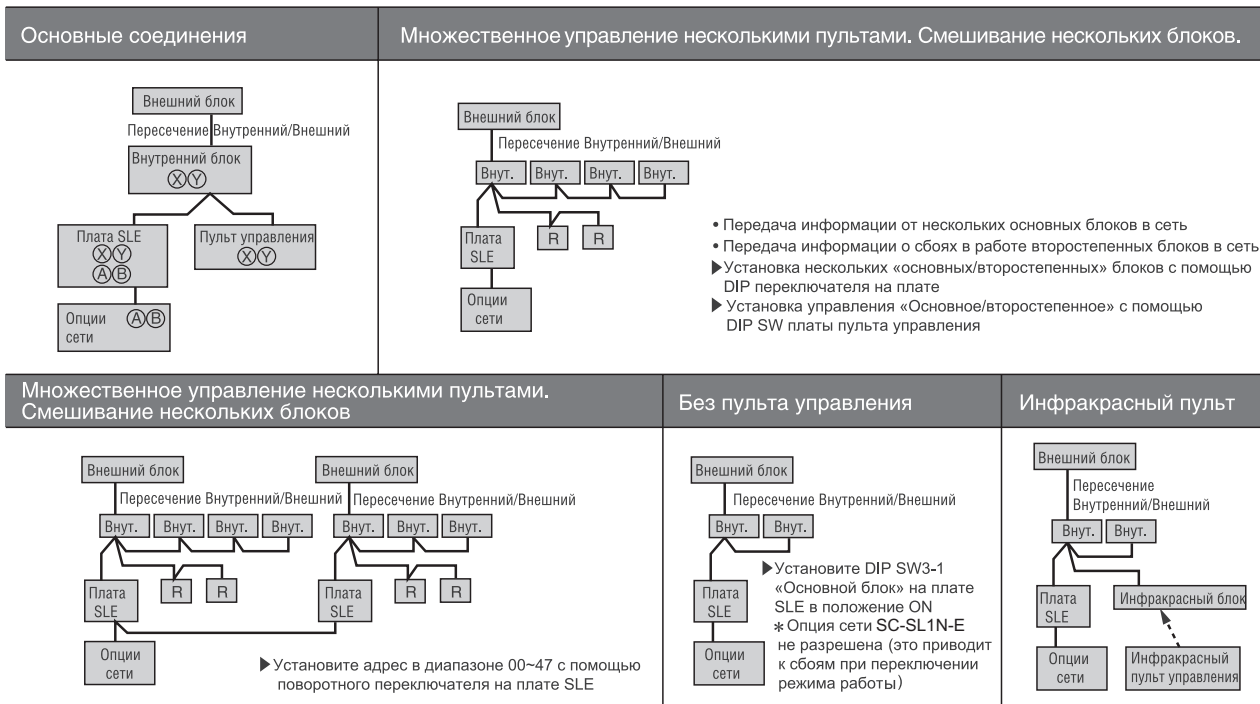 Основные соединения
Внешний блок
Пересечение Внутренний/Внешний
Внутренний блок
X Y
Плата SLE
X Y
A B
Пульт управления
X Y
Опции A B
сети
Множественное управление несколькими пультами. Смешивание нескольких блоков.
Внешний блок
Пересечение Внутренний/Внешний
Внут. Внут. Внут. Внут.
Плата
SLE
R R
Опции
сети
• Передача информации от нескольких основных блоков в сеть
• Передача информации о сбоях в работе второстепенных блоков в сеть
▶Установка нескольких «основных/второстепенных» блоков с помощью
DIP переключателя на плате
▶ Установка управления «Основное/второстепенное» с помощью
DIP SW платы пульта управления
Множественное управление несколькими пультами.
Смешивание нескольких блоков
Внешний блок
Пересечение Внутренний/Внешний
Внут. Внут. Внут. Внут.
Плата
SLE
R R
Опции
сети
Внешний блок
Пересечение Внутренний/Внешний
Внут. Внут. Внут.
Плата
SLE
R R
▶Установите адрес в диапазоне 00~47 с помощью
поворотного переключателя на плате SLE
Без пульта управления
Внешний блок
Пересечение Внутренний/Внешний
Внут. Внут.
Плата
SLE
Опции
сети
▶Установите DIP SW3-1
«Основной блок» на плате
SLE в положение ON
＊Опция сети SC-SL1N-E
не разрешена (это приводит
к сбоям при переключении
режима работы)
Инфракрасный пульт
Внешний блок
Пересечение
Внутренний/Внешний
Внут. Внут.
Плата
SLE
Инфракрасный блок
Опции
сети
Инфракрасный
пульт управления